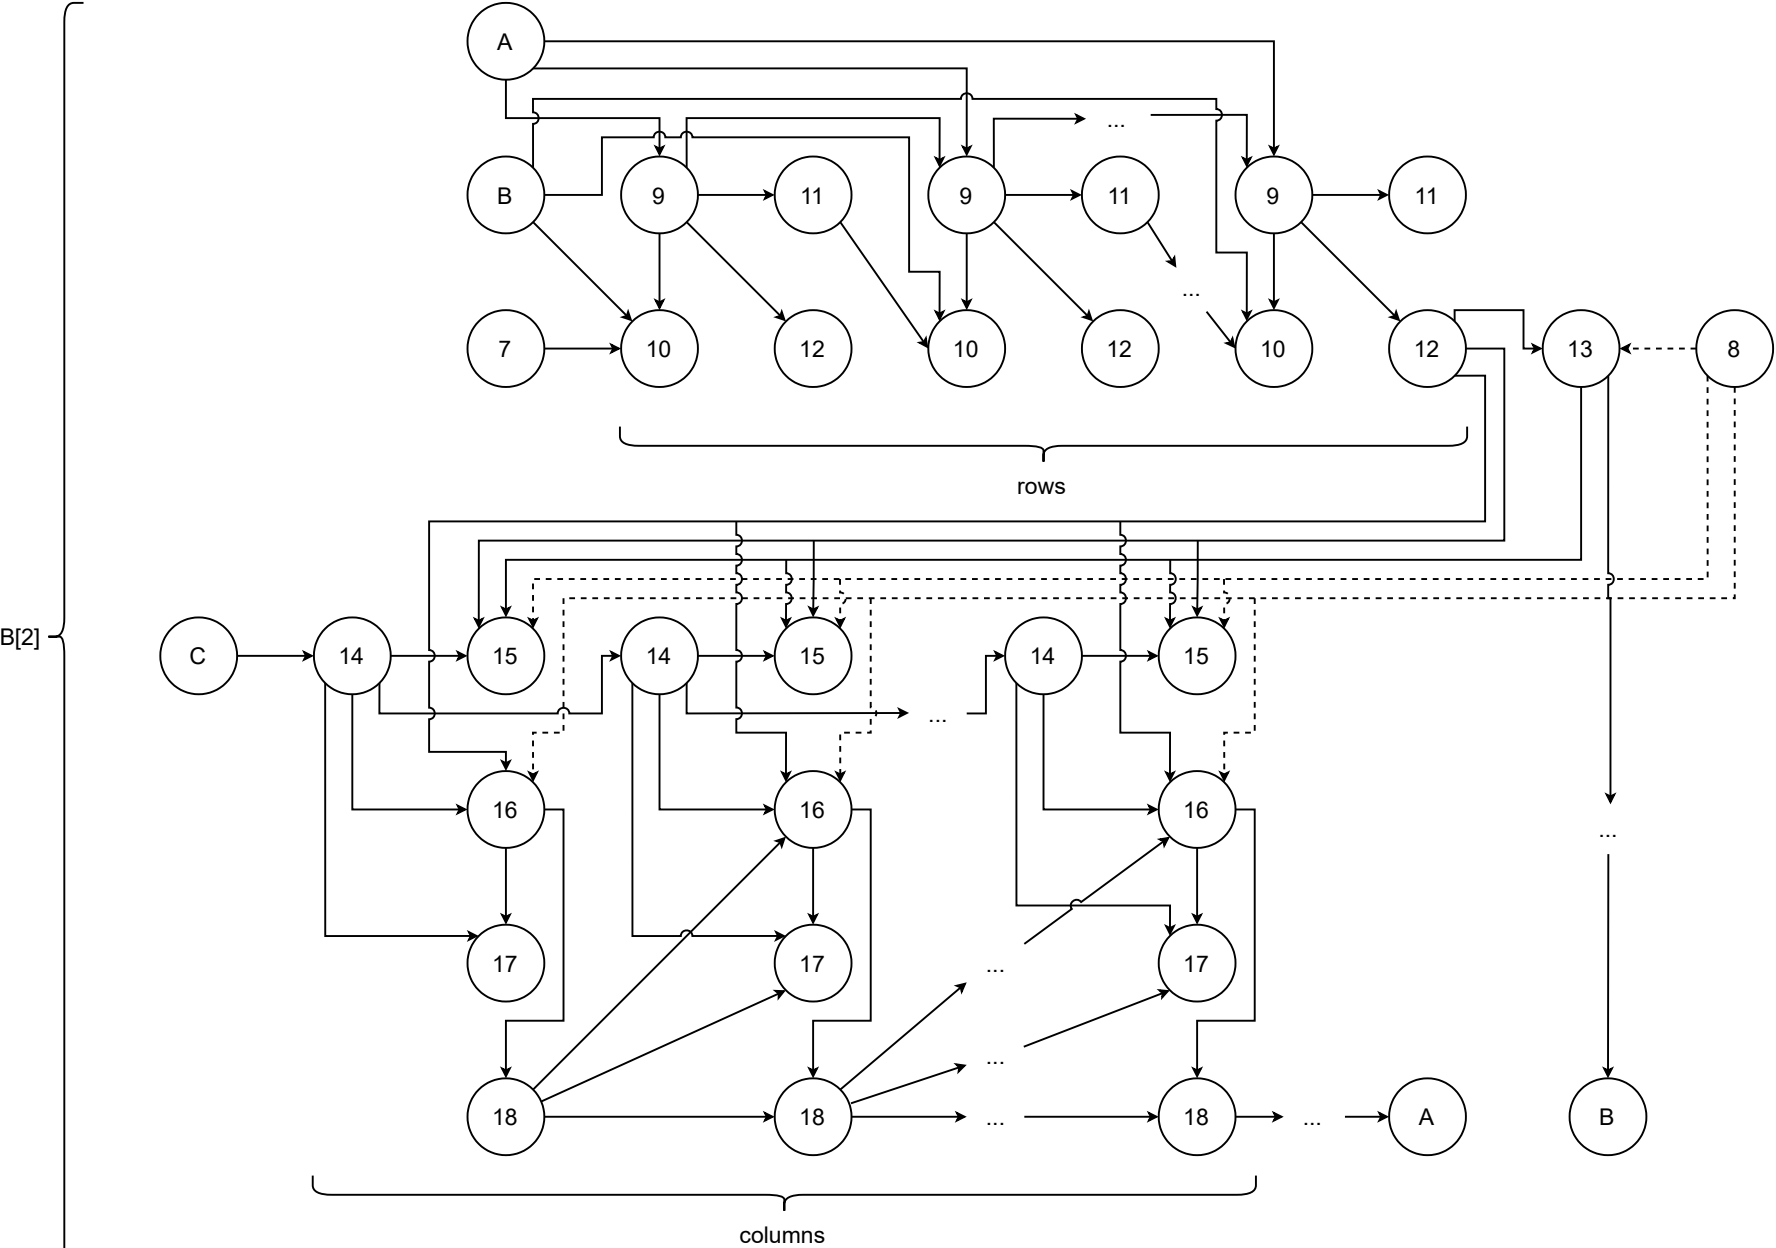 A
...
B 9 11 9 11 9 11
...
7 10 12 10 12 10 12 13 8
rows
B[2]
C 14 15 14 15 14 15
...
16 16 16
...
17 17 ... 17
...
18 18 ... 18 ... A B
columns